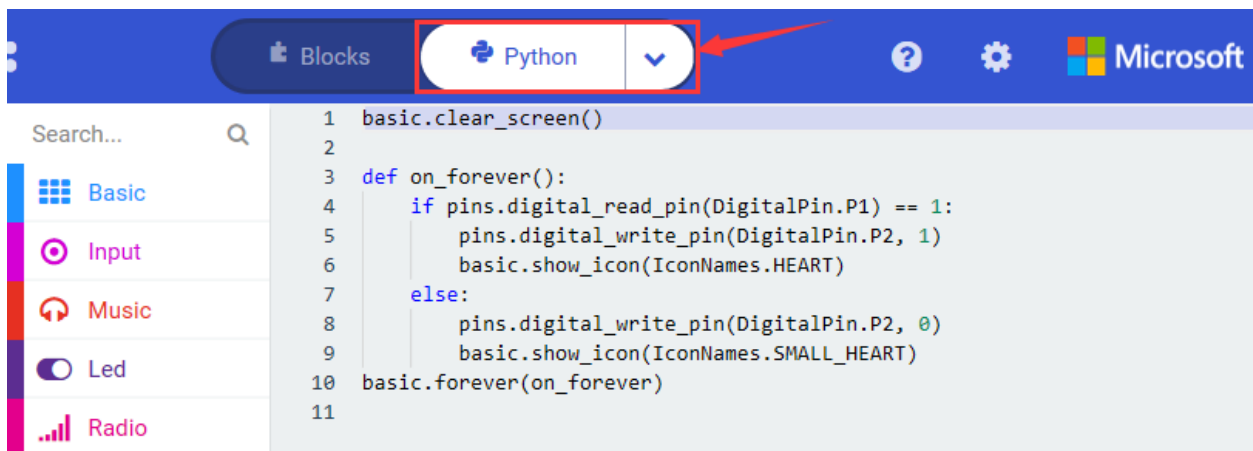 Blocks Python Microsoft
Search...
Basic
Input
Music
Led
Radio
1 basic.clear_screen()
2
3 def on_forever():
4     if pins.digital_read_pin(DigitalPin.P1) == 1:
5         pins.digital_write_pin(DigitalPin.P2, 1)
6         basic.show_icon(IconNames.HEART)
7     else:
8         pins.digital_write_pin(DigitalPin.P2, 0)
9         basic.show_icon(IconNames.SMALL_HEART)
10 basic.forever(on_forever)
11